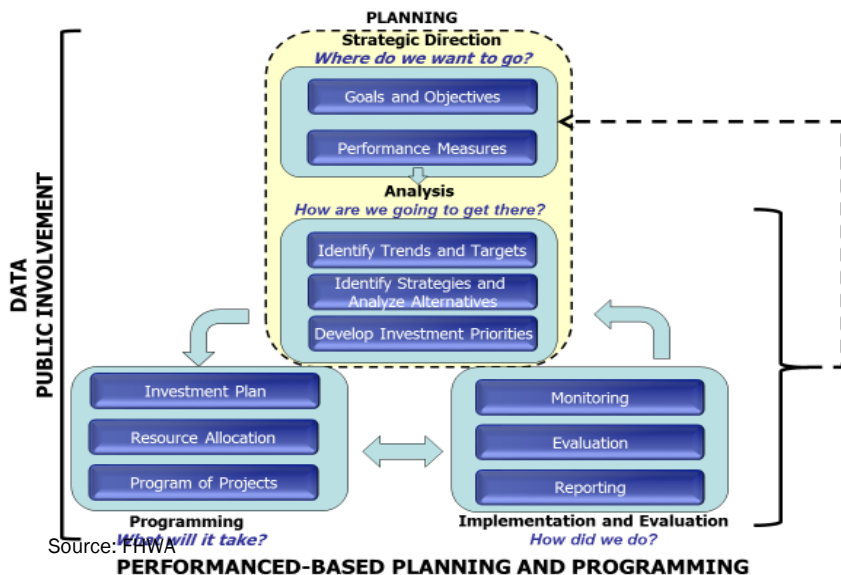 PLANNING
Strategic Direction
Where do we want to go?
Goals and Objectives
Performance Measures
Analysis
How are we going to get there?
Identify Trends and Targets
Identify Strategies and
Analyze Alternatives
Develop Investment Priorities
DATA
PUBLIC INVOLVEMENT
Investment Plan
Resource Allocation
Program of Projects
Programming
What will it take?
Monitoring
Evaluation
Reporting
Implementation and Evaluation
How did we do?
Source: FHWA
PERFORMANCED-BASED PLANNING AND PROGRAMMING